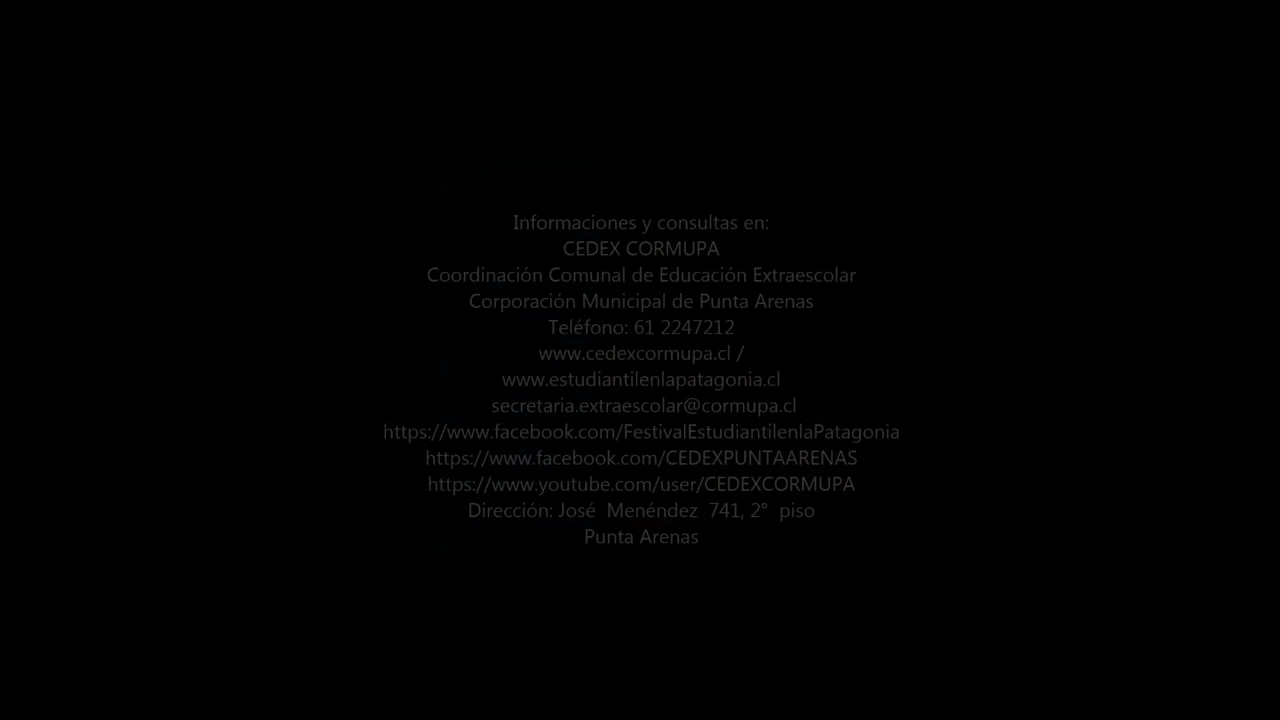 Informaciones y consultas en:
CEDEX CORMUPA
Coordinación Comunal de Educación Extraescolar
Corporación Municipal de Punta Arenas
Teléfono: 61 2247212
www.cedexcormupa.cl /
www.estudiantilenlapatagonia.cl
secretaria.extraescolar@cormupa.cl
https://www.facebook.com/FestivalEstudiantilenlaPatagonia
https://www.facebook.com/CEDEXPUNTAARENAS
https://www.youtube.com/user/CEDEXCORMUPA
Dirección: José  Menéndez  741, 2°  piso
Punta Arenas